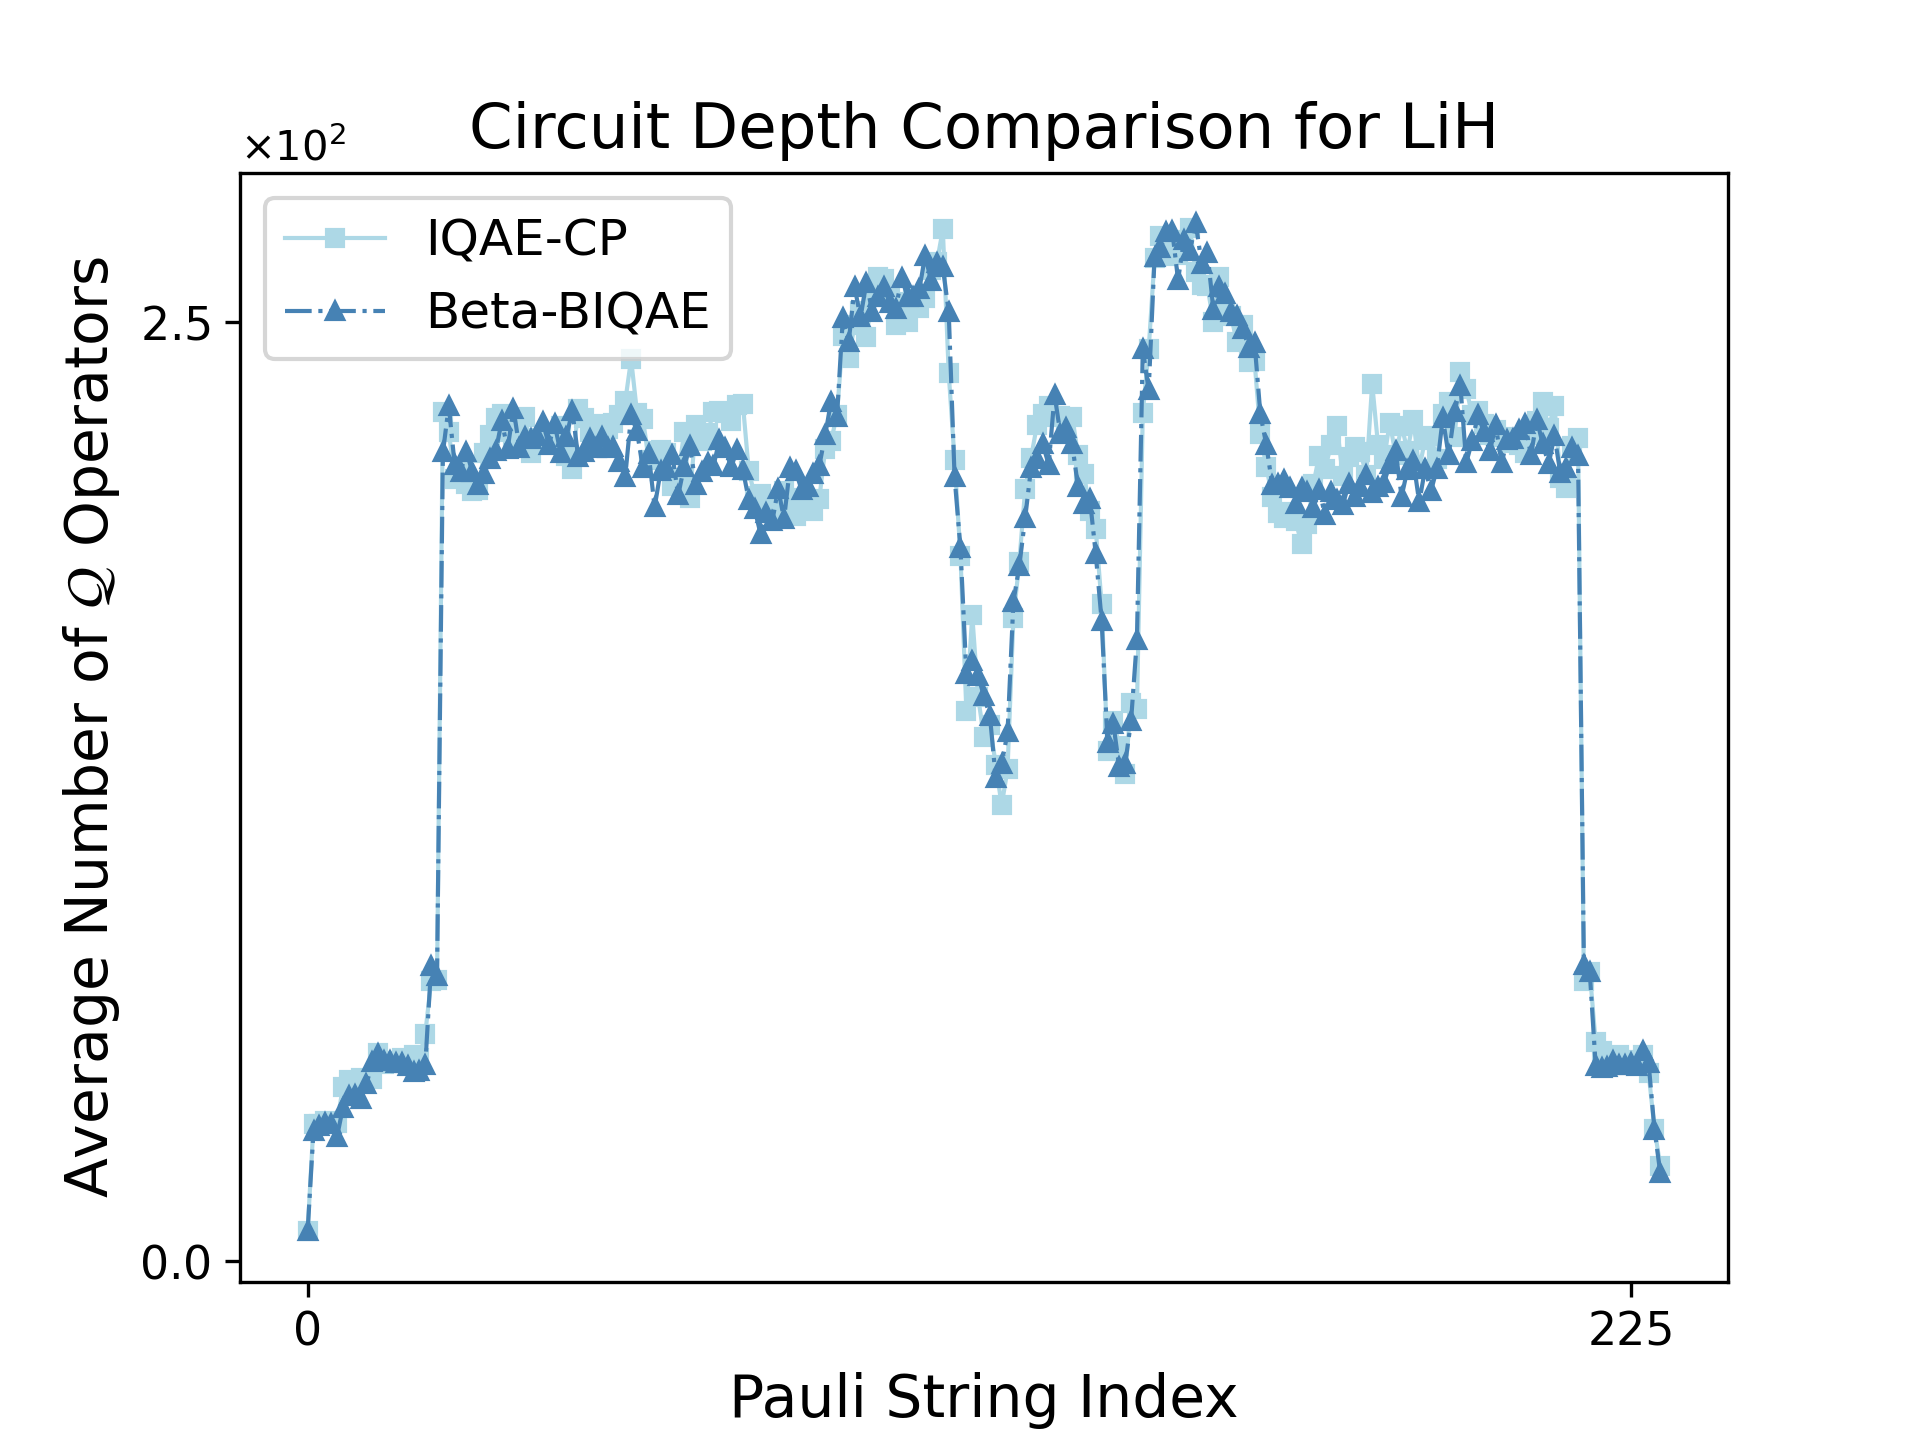 Circuit Depth Comparison for LiH
×10²
IQAE-CP
Beta-BIQAE
2.5
0.0
0
225
Average Number of 𝒬 Operators
Pauli String Index